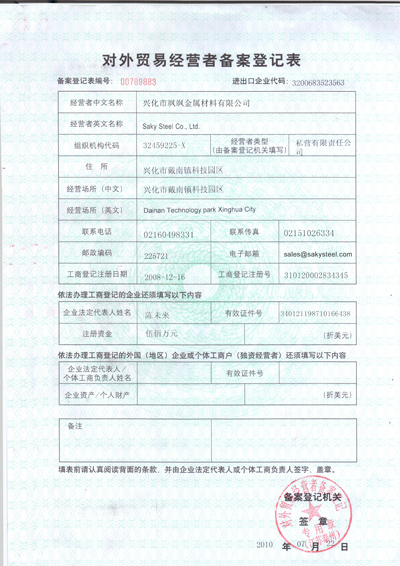 对外贸易经营者备案登记表
备案登记表编号: 00789883 进出口企业代码: 3200683523563
经营者中文名称 兴化市飒飒金属材料有限公司
经营者英文名称 Saky Steel Co., Ltd.
组织机构代码 32459225-X 经营者类型 (由备案登记机关填写) 私营有限责任公司
住 所 兴化市戴南镇科技园区
经营场所（中文） 兴化市戴南镇科技园区
经营场所（英文） Dainan Technology park Xinghua City
联系电话 02160498331 联系传真 02151026334
邮政编码 225721 电子邮箱 sales@sakysteel.com
工商登记注册日期 2008-12-16 工商登记注册号 310120002834345
依法办理工商登记的企业还须填写以下内容
企业法定代表人姓名 陈未来 有效证件号 340121198710166438
注册资金 伍佰万元 (折美元)
依法办理工商登记的外国（地区）企业或个体工商户（独资经营者）还须填写以下内容
企业法定代表人/
个体工商负责人姓名 有效证件号
企业资产/个人财产 (折美元)
备注
填表前请认真阅读背面的条款，并由企业法定代表人或个体工商负责人签字、盖章。
备案登记机关
签 章
专用章
2010 年 07 月 22 日